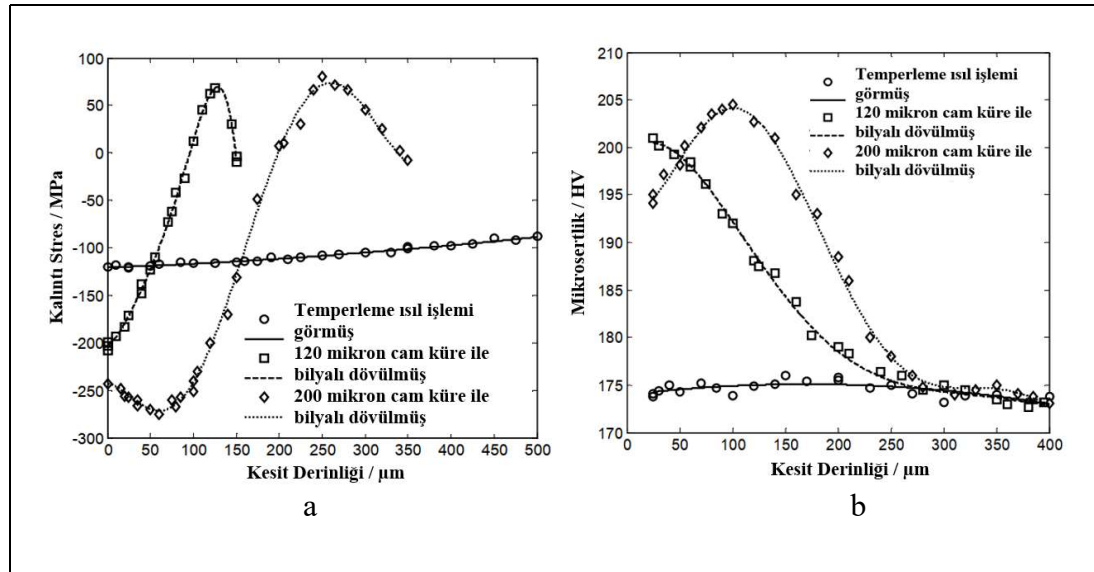 100
50
0
-50
-100
-150
-200
-250
-300
Kalıntı Stres / MPa
Temperleme ısıl işlemi
görmüş
120 mikron cam küre ile
bilyalı dövülmüş
200 mikron cam küre ile
bilyalı dövülmüş
0 50 100 150 200 250 300 350 400 450 500
Kesit Derinliği / µm
a
210
205
200
195
190
185
180
175
170
Mikrosertlik / HV
Temperleme ısıl işlemi
görmüş
120 mikron cam küre ile
bilyalı dövülmüş
200 mikron cam küre ile
bilyalı dövülmüş
0 50 100 150 200 250 300 350 400
Kesit Derinliği / µm
b